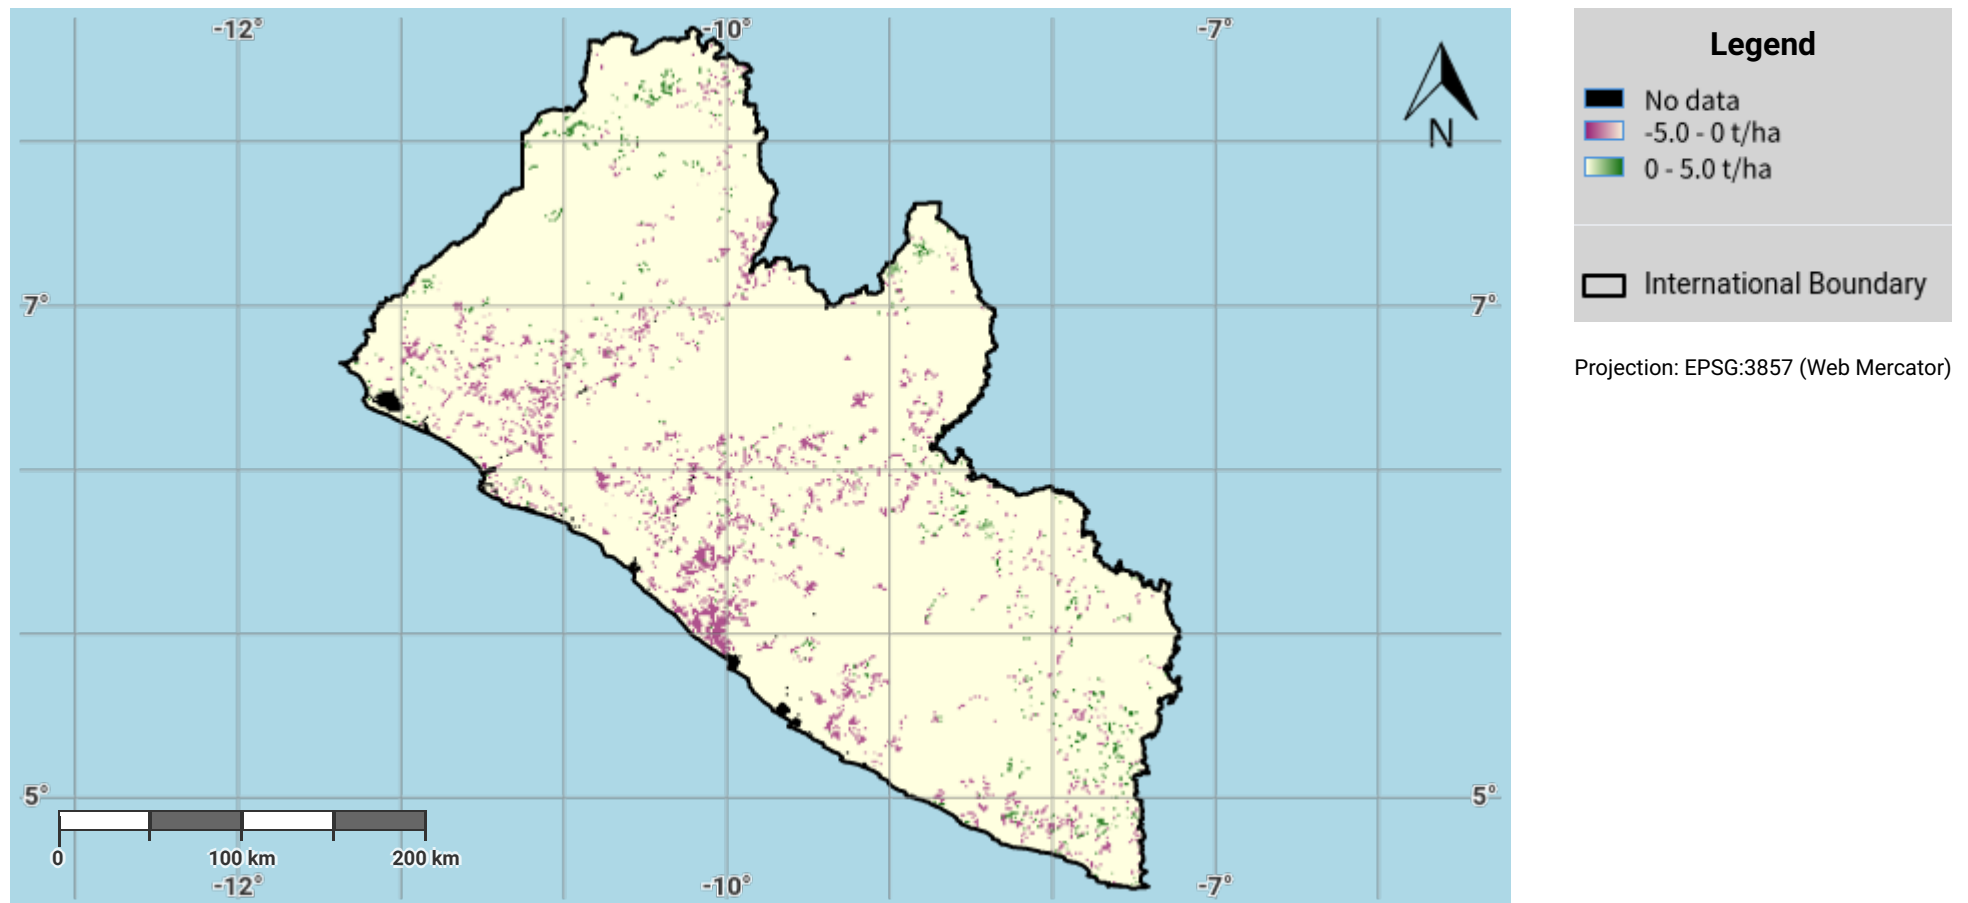 -12° -10° -7°
7° 7°
5° 5°
0 100 km 200 km
-12° -10° -7°
N
Legend
No data
-5.0 - 0 t/ha
0 - 5.0 t/ha
International Boundary
Projection: EPSG:3857 (Web Mercator)